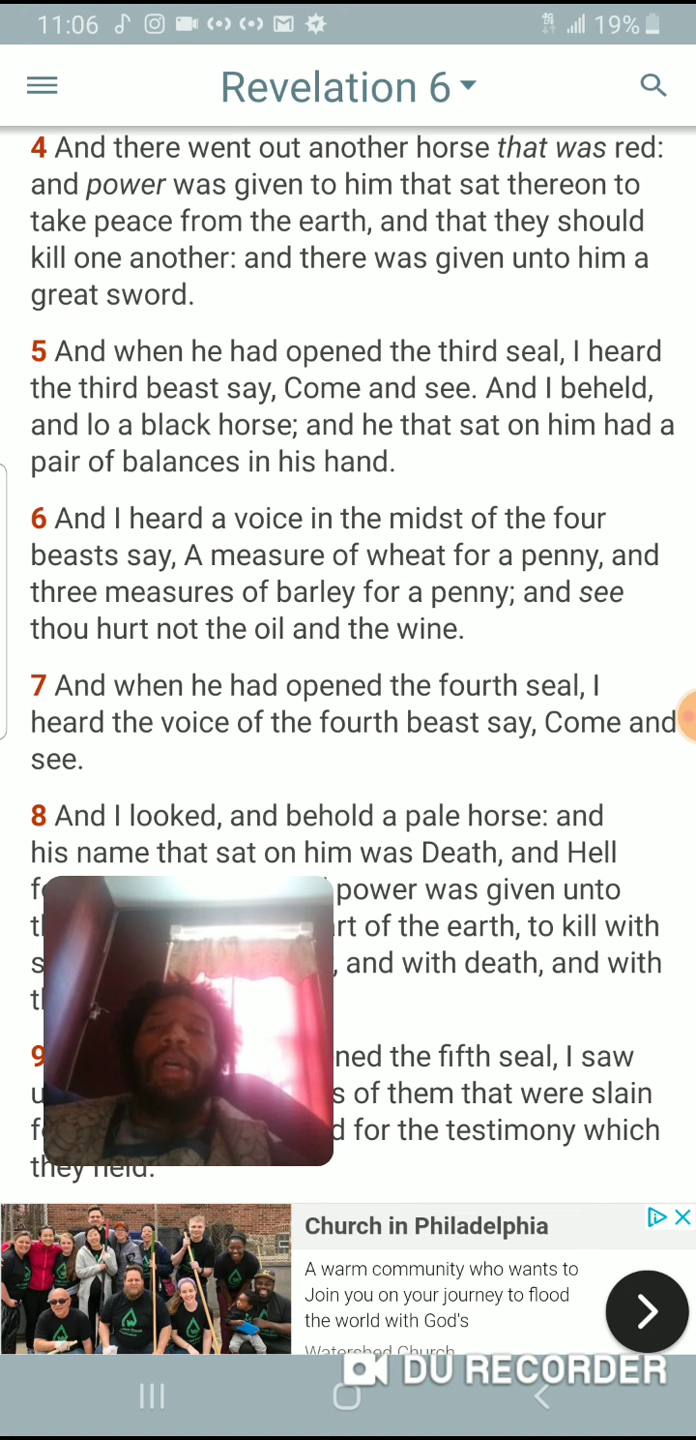 11:06 19%
Revelation 6
4 And there went out another horse that was red:
and power was given to him that sat thereon to
take peace from the earth, and that they should
kill one another: and there was given unto him a
great sword.
5 And when he had opened the third seal, I heard
the third beast say, Come and see. And I beheld,
and lo a black horse; and he that sat on him had a
pair of balances in his hand.
6 And I heard a voice in the midst of the four
beasts say, A measure of wheat for a penny, and
three measures of barley for a penny; and see
thou hurt not the oil and the wine.
7 And when he had opened the fourth seal, I
heard the voice of the fourth beast say, Come and
see.
8 And I looked, and behold a pale horse: and
his name that sat on him was Death, and Hell
power was given unto
rt of the earth, to kill with
, and with death, and with
9 ned the fifth seal, I saw
s of them that were slain
d for the testimony which
they held:
Church in Philadelphia
A warm community who wants to
Join you on your journey to flood
the world with God's
Watershed Church
DU RECORDER